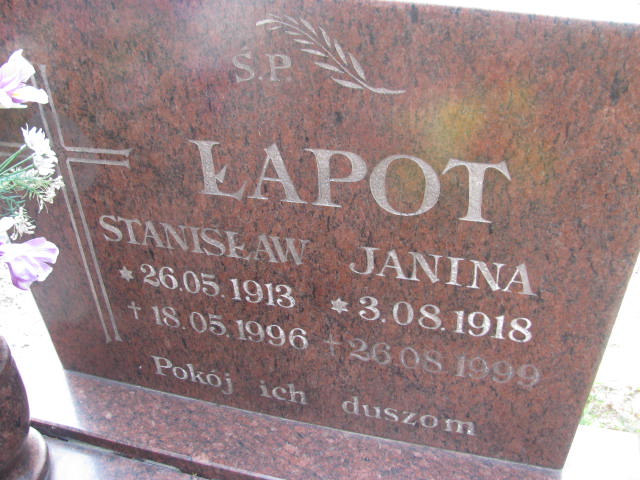 Ś.P.
ŁAPOT
STANISŁAW JANINA
* 26.05.1913 * 3.08.1918
† 18.05.1996 † 26.08.1999
Pokój ich duszom